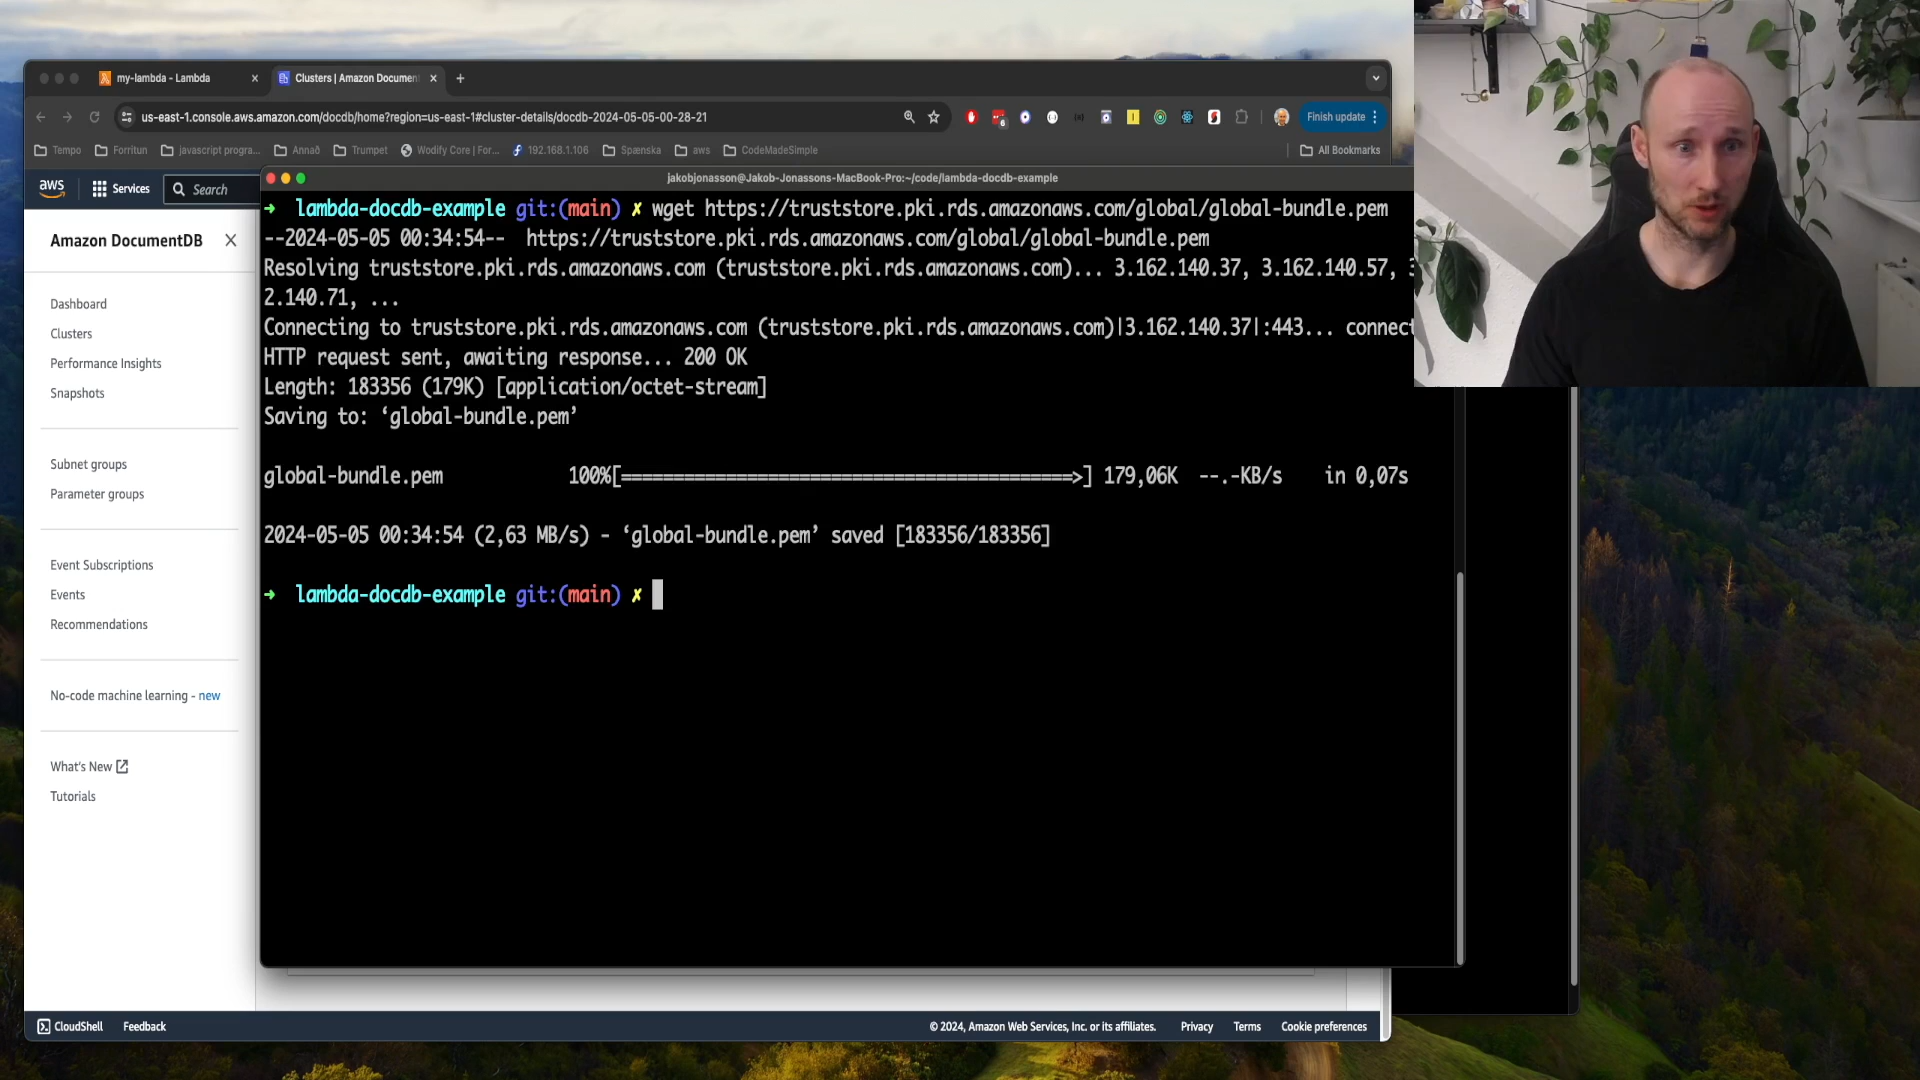 my-lambda - Lambda
Clusters | Amazon Documen
us-east-1.console.aws.amazon.com/docdb/home?region=us-east-1#cluster-details/docdb-2024-05-05-00-28-21
Finish update
Tempo
Forritun
javascript progra...
Annað
Trumpet
Wodify Core | For...
192.168.1.106
Spænska
aws
CodeMadeSimple
All Bookmarks
aws
Services
Search
jakobjonasson@Jakob-Jonassons-MacBook-Pro:~/code/lambda-docdb-example
➜ lambda-docdb-example git:(main) ✗ wget https://truststore.pki.rds.amazonaws.com/global/global-bundle.pem
--2024-05-05 00:34:54-- https://truststore.pki.rds.amazonaws.com/global/global-bundle.pem
Resolving truststore.pki.rds.amazonaws.com (truststore.pki.rds.amazonaws.com)... 3.162.140.37, 3.162.140.57, 3
2.140.71, ...
Connecting to truststore.pki.rds.amazonaws.com (truststore.pki.rds.amazonaws.com)|3.162.140.37|:443... connect
HTTP request sent, awaiting response... 200 OK
Length: 183356 (179K) [application/octet-stream]
Saving to: ‘global-bundle.pem’
global-bundle.pem 100%[===========================================>] 179,06K --.-KB/s in 0,07s
2024-05-05 00:34:54 (2,63 MB/s) - ‘global-bundle.pem’ saved [183356/183356]
➜ lambda-docdb-example git:(main) ✗
Amazon DocumentDB
Dashboard
Clusters
Performance Insights
Snapshots
Subnet groups
Parameter groups
Event Subscriptions
Events
Recommendations
No-code machine learning - new
What's New
Tutorials
CloudShell
Feedback
© 2024, Amazon Web Services, Inc. or its affiliates.
Privacy
Terms
Cookie preferences